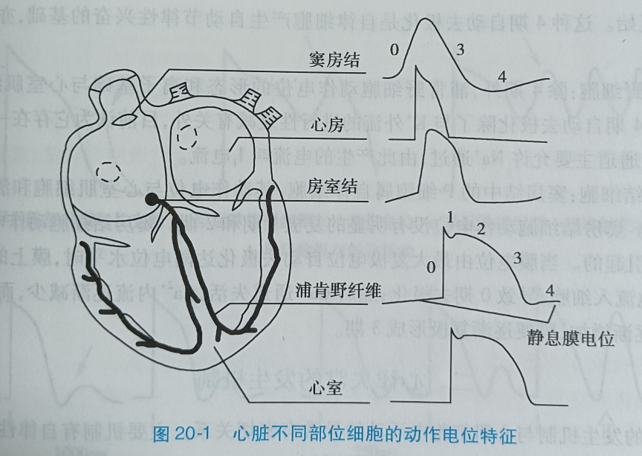 窦房结
0
3
4
心房
房室结
1
2
3
0
4
浦肯野纤维
静息膜电位
心室
图 20-1 心脏不同部位细胞的动作电位特征